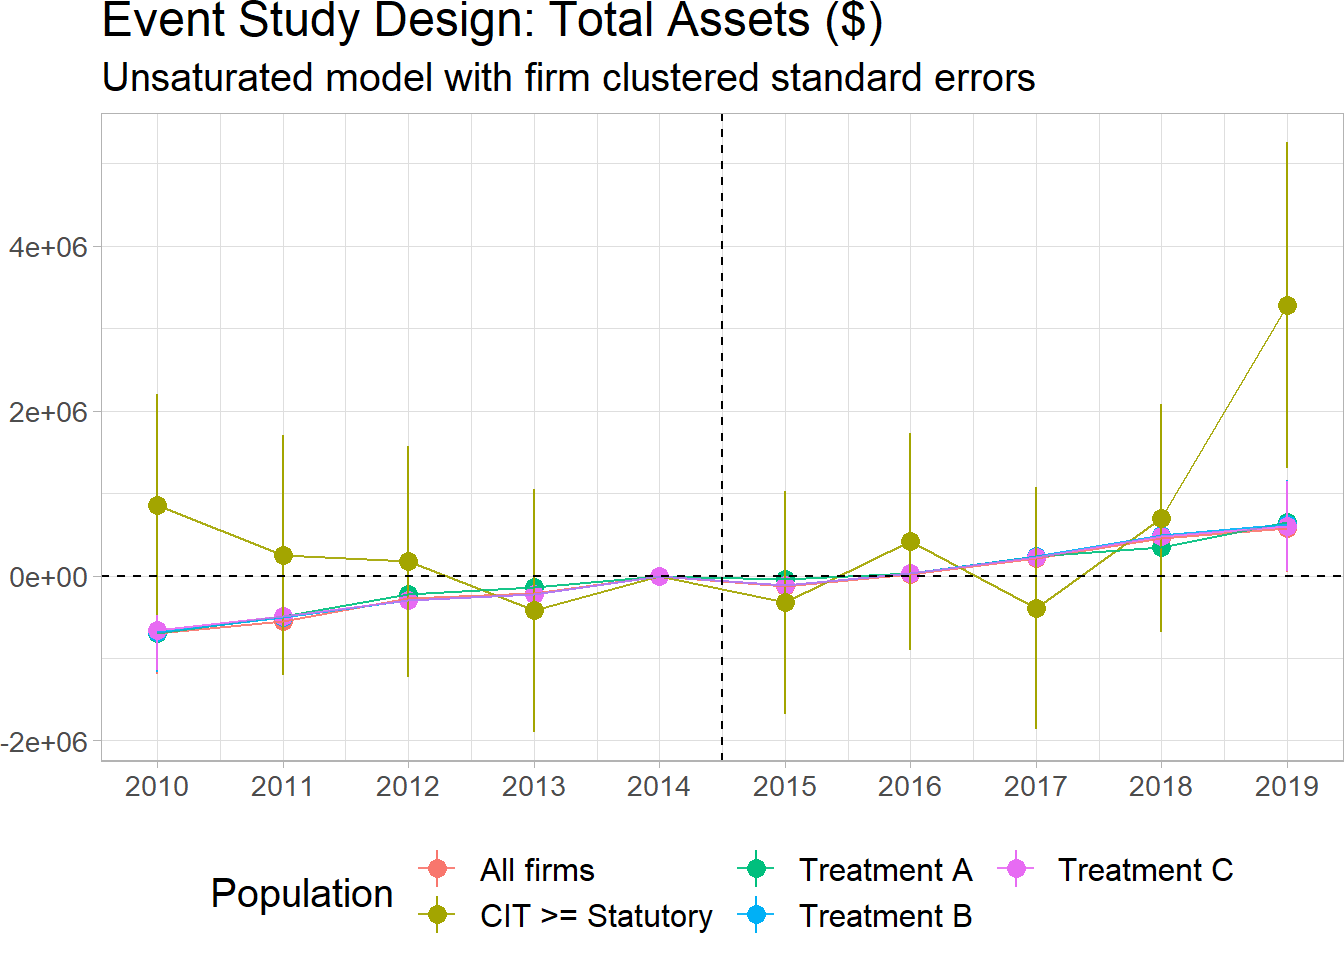 Event Study Design: Total Assets ($)
Unsaturated model with firm clustered standard errors
4e+06
2e+06
0e+00
-2e+06
2010 2011 2012 2013 2014 2015 2016 2017 2018 2019
Population
All firms
Treatment A
Treatment C
CIT >= Statutory
Treatment B